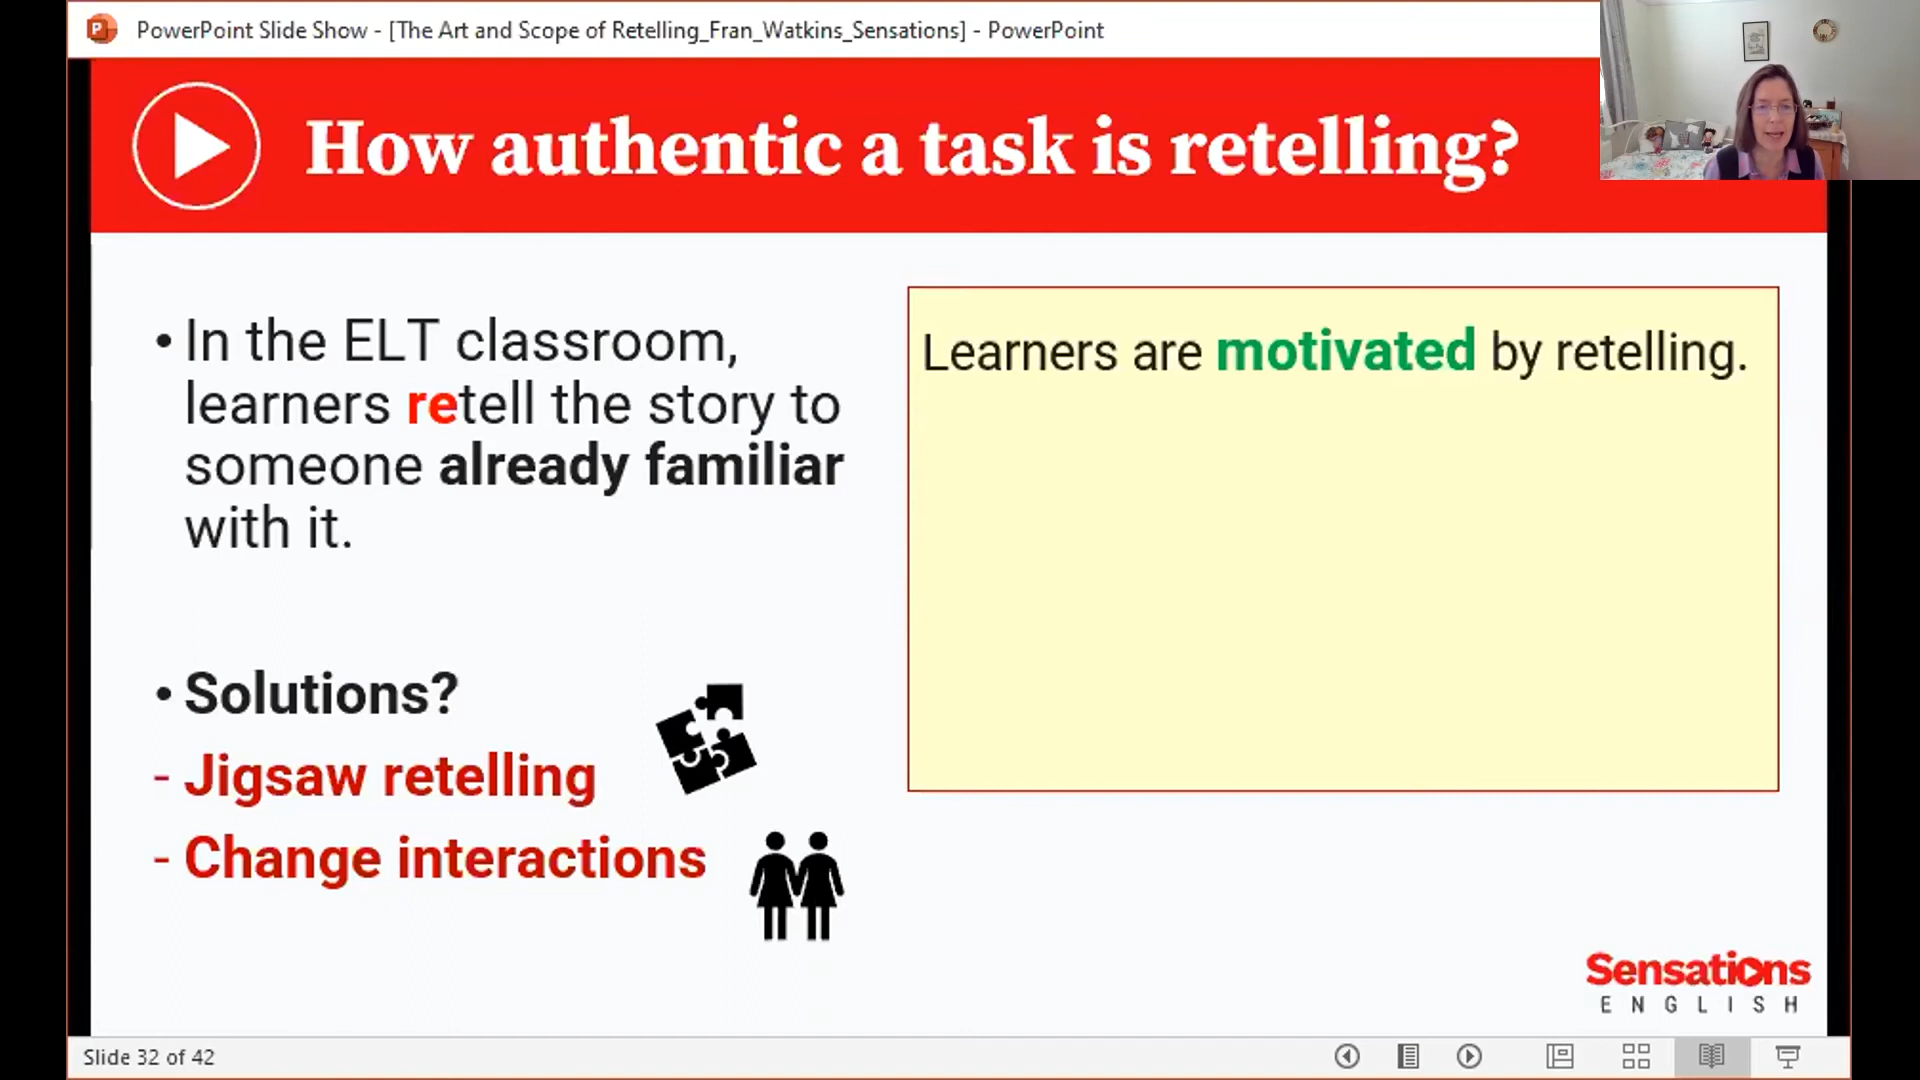 PowerPoint Slide Show - [The Art and Scope of Retelling_Fran_Watkins_Sensations] - PowerPoint
How authentic a task is retelling?
• In the ELT classroom,
learners retell the story to
someone already familiar
with it.
• Solutions?
- Jigsaw retelling
- Change interactions
Learners are motivated by retelling.
Sensations
ENGLISH
Slide 32 of 42